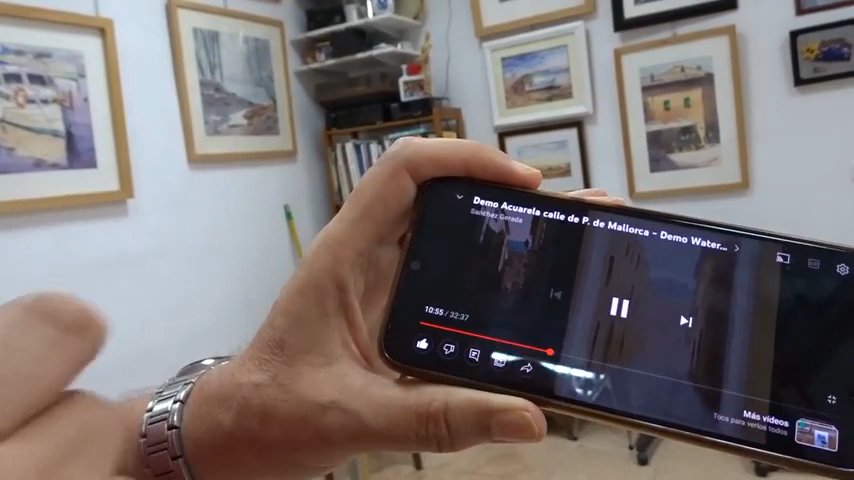 Demo Acuarela calle de P. de Mallorca - Demo Water...
Sanchez Gerada
10:55 / 32:37
Más vídeos
Toca para verlos todos